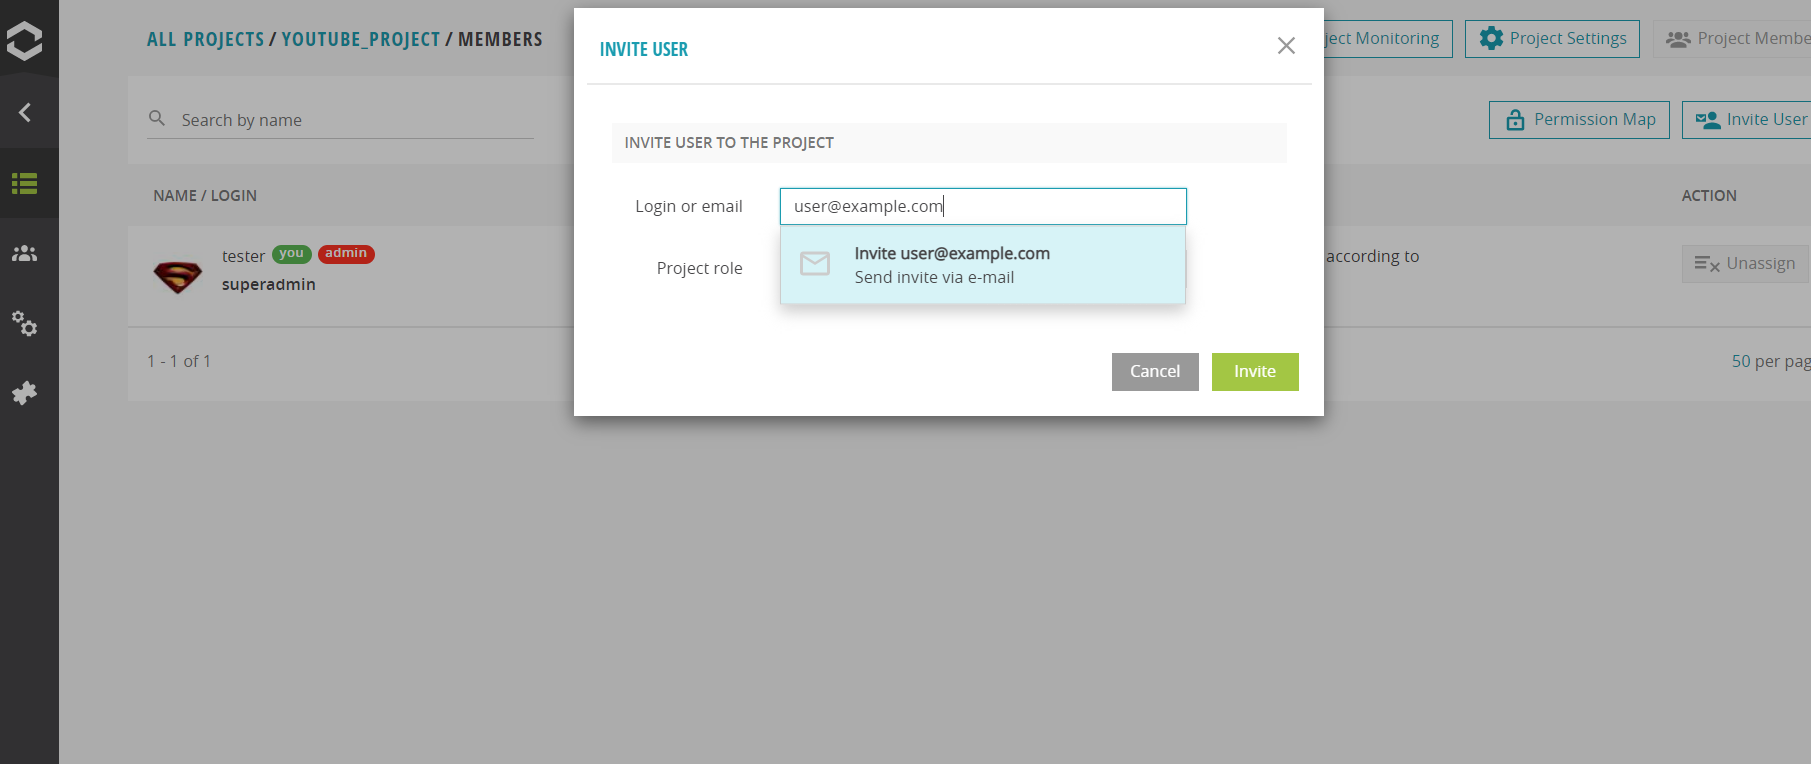 ALL PROJECTS / YOUTUBE_PROJECT / MEMBERS
ject Monitoring
Project Settings
Project Membe
Search by name
Permission Map
Invite User
NAME / LOGIN
ACTION
tester you admin
superadmin
according to
Unassign
1 - 1 of 1
50 per pag
INVITE USER
INVITE USER TO THE PROJECT
Login or email
user@example.com
Invite user@example.com
Send invite via e-mail
Project role
Cancel
Invite